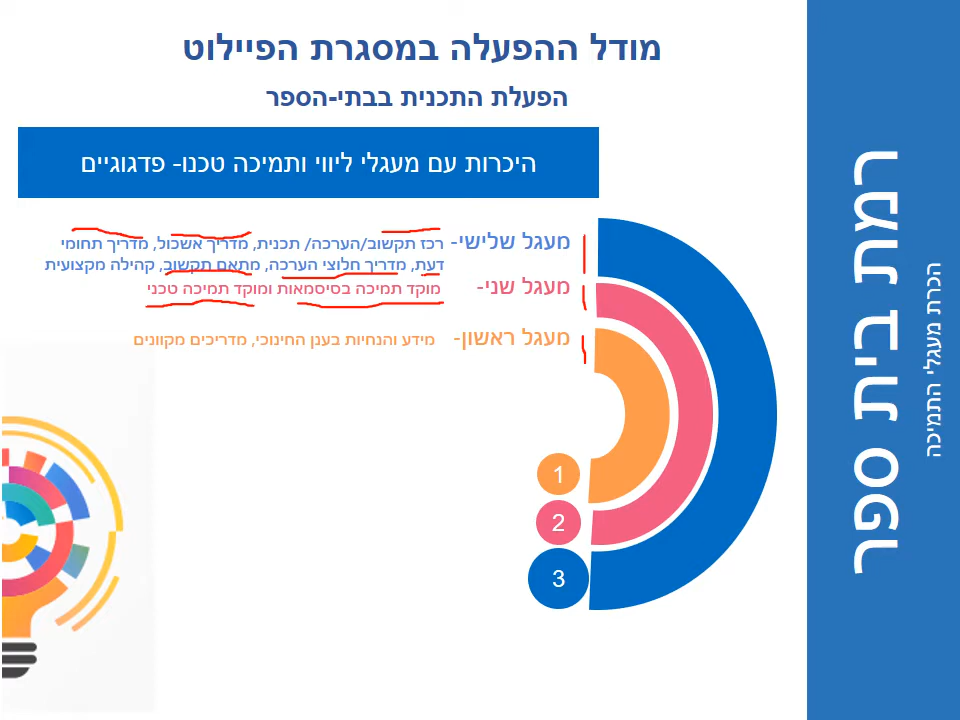 מודל ההפעלה במסגרת הפיילוט
הפעלת התכנית בבתי-הספר
היכרות עם מעגלי ליווי ותמיכה טכנו- פדגוגיים
מעגל שלישי- רכז תקשוב/הערכה/ תכנית, מדריך אשכול, מדריך תחומי
דעת, מדריך חלוצי הערכה, מתאם תקשוב, קהילה מקצועית
מעגל שני- מוקד תמיכה בסיסמאות ומוקד תמיכה טכני
מעגל ראשון- מידע והנחיות בענן החינוכי, מדריכים מקוונים
1
2
3
רמת בית ספר
הכרת מעגלי התמיכה